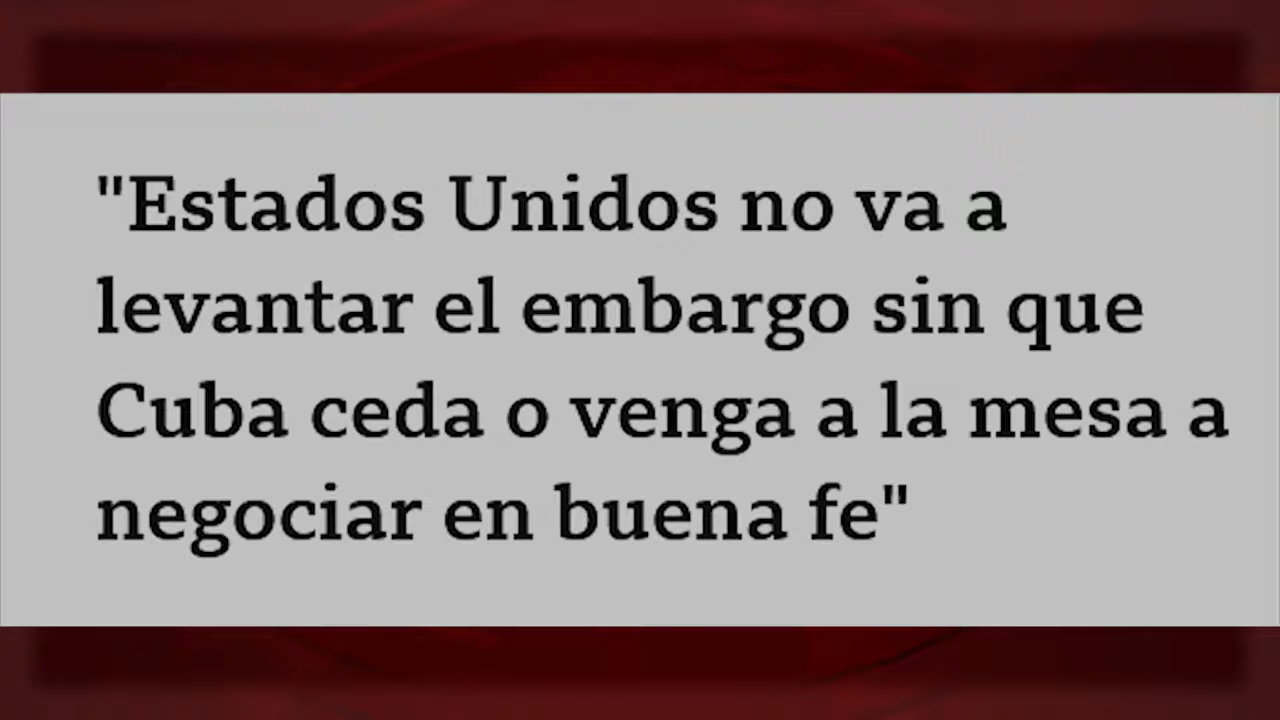 "Estados Unidos no va a
levantar el embargo sin que
Cuba ceda o venga a la mesa a
negociar en buena fe"